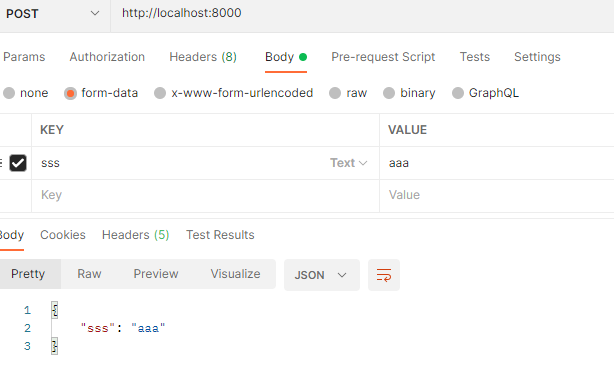 POST http://localhost:8000
Params Authorization Headers (8) Body Pre-request Script Tests Settings
none form-data x-www-form-urlencoded raw binary GraphQL
KEY VALUE
sss Text aaa
Key Value
Body Cookies Headers (5) Test Results
Pretty Raw Preview Visualize JSON
1 {
2 "sss": "aaa"
3 }